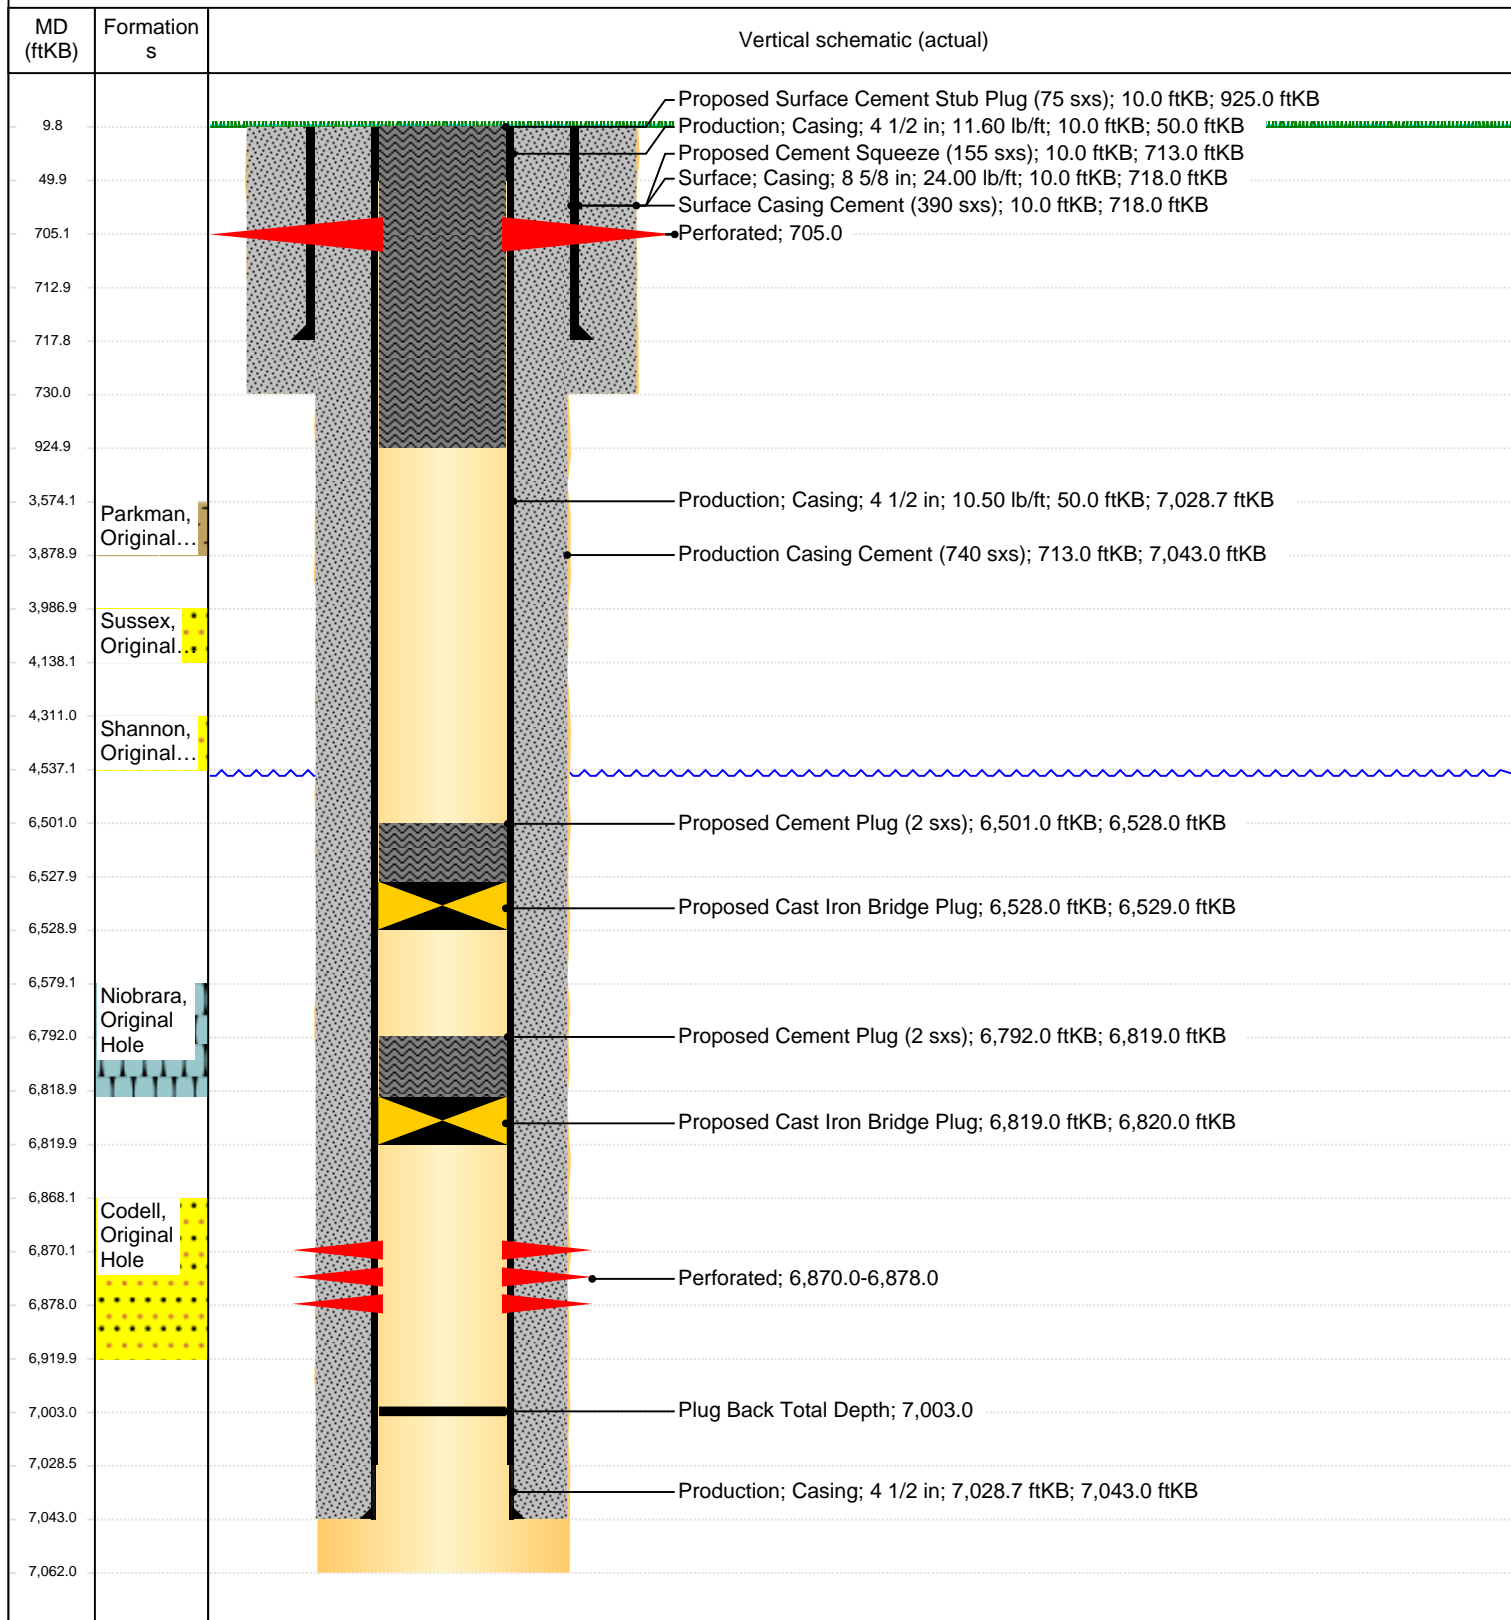 MD
(ftKB)
Formation
s
Vertical schematic (actual)
Proposed Surface Cement Stub Plug (75 sxs); 10.0 ftKB; 925.0 ftKB
9.8
Production; Casing; 4 1/2 in; 11.60 lb/ft; 10.0 ftKB; 50.0 ftKB
Proposed Cement Squeeze (155 sxs); 10.0 ftKB; 713.0 ftKB
49.9
Surface; Casing; 8 5/8 in; 24.00 lb/ft; 10.0 ftKB; 718.0 ftKB
Surface Casing Cement (390 sxs); 10.0 ftKB; 718.0 ftKB
705.1
Perforated; 705.0
712.9
717.8
730.0
924.9
3,574.1
Production; Casing; 4 1/2 in; 10.50 lb/ft; 50.0 ftKB; 7,028.7 ftKB
Parkman,
Original...
3,878.9
Production Casing Cement (740 sxs); 713.0 ftKB; 7,043.0 ftKB
3,986.9
Sussex,
Original...
4,138.1
4,311.0
Shannon,
Original...
4,537.1
6,501.0
Proposed Cement Plug (2 sxs); 6,501.0 ftKB; 6,528.0 ftKB
6,527.9
Proposed Cast Iron Bridge Plug; 6,528.0 ftKB; 6,529.0 ftKB
6,528.9
6,579.1
Niobrara,
Original
Hole
6,792.0
Proposed Cement Plug (2 sxs); 6,792.0 ftKB; 6,819.0 ftKB
6,818.9
Proposed Cast Iron Bridge Plug; 6,819.0 ftKB; 6,820.0 ftKB
6,819.9
6,868.1
Codell,
Original
Hole
6,870.1
Perforated; 6,870.0-6,878.0
6,878.0
6,919.9
7,003.0
Plug Back Total Depth; 7,003.0
7,028.5
Production; Casing; 4 1/2 in; 7,028.7 ftKB; 7,043.0 ftKB
7,043.0
7,062.0